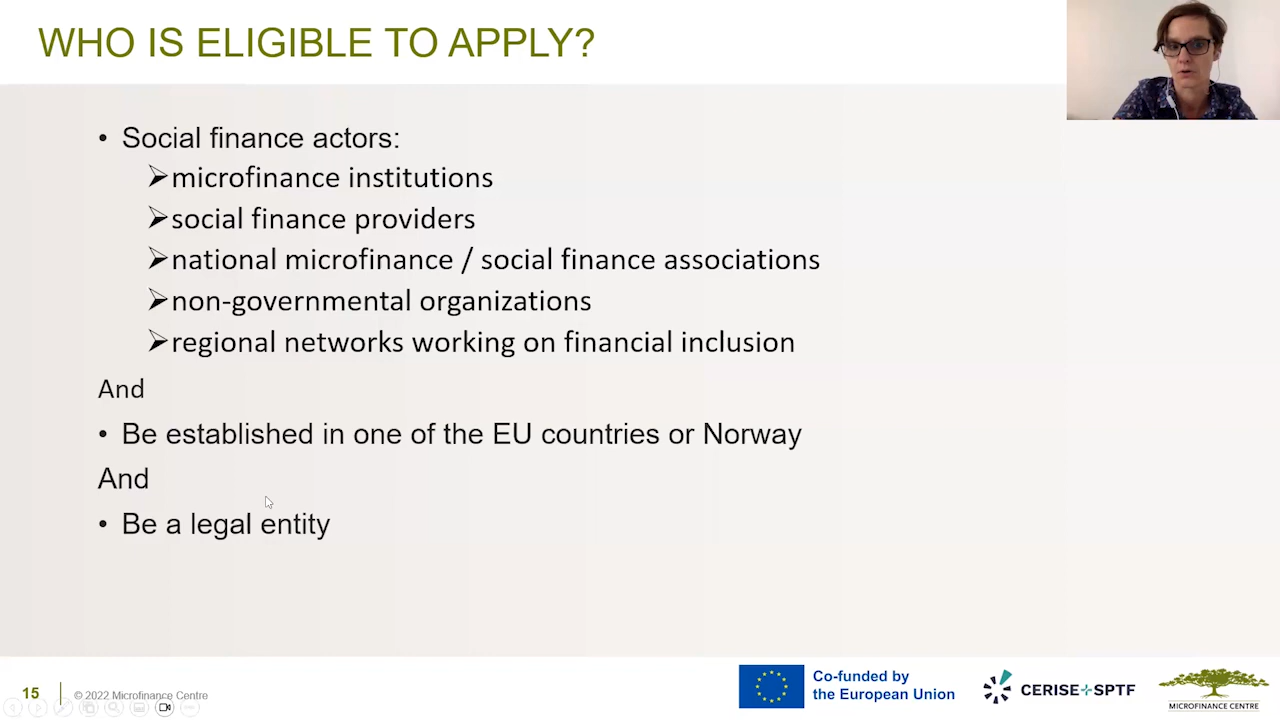 WHO IS ELIGIBLE TO APPLY?
• Social finance actors:
➢microfinance institutions
➢social finance providers
➢national microfinance / social finance associations
➢non-governmental organizations
➢regional networks working on financial inclusion
And
• Be established in one of the EU countries or Norway
And
• Be a legal entity
15
© 2022 Microfinance Centre
Co-funded by
the European Union
CERISE+SPTF
MICROFINANCE CENTRE